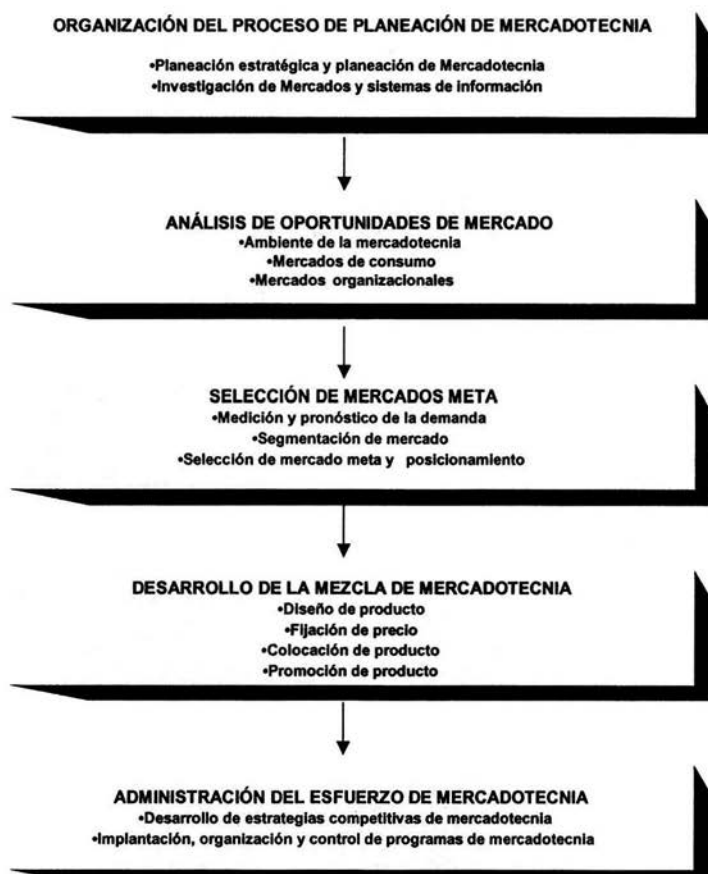 ORGANIZACIÓN DEL PROCESO DE PLANEACIÓN DE MERCADOTECNIA
•Planeación estratégica y planeación de Mercadotecnia
•Investigación de Mercados y sistemas de información
ANÁLISIS DE OPORTUNIDADES DE MERCADO
•Ambiente de la mercadotecnia
•Mercados de consumo
•Mercados organizacionales
SELECCIÓN DE MERCADOS META
•Medición y pronóstico de la demanda
•Segmentación de mercado
•Selección de mercado meta y posicionamiento
DESARROLLO DE LA MEZCLA DE MERCADOTECNIA
•Diseño de producto
•Fijación de precio
•Colocación de producto
•Promoción de producto
ADMINISTRACIÓN DEL ESFUERZO DE MERCADOTECNIA
•Desarrollo de estrategias competitivas de mercadotecnia
•Implantación, organización y control de programas de mercadotecnia